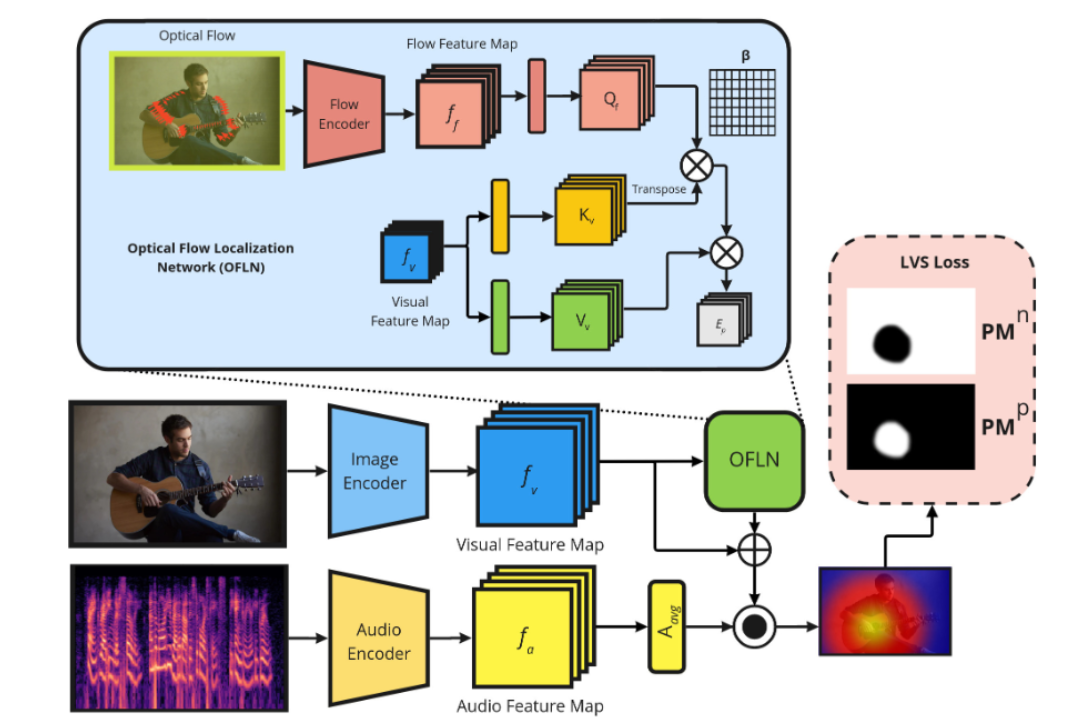 Optical Flow
Flow Feature Map
β
Flow
Encoder
f_f
Q_f
Transpose
K_v
Optical Flow Localization
Network (OFLN)
f_v
Visual
Feature Map
V_v
E_p
LVS Loss
PM^n
PM^p
Image
Encoder
f_v
OFLN
Visual Feature Map
Audio
Encoder
f_a
A_avg
Audio Feature Map